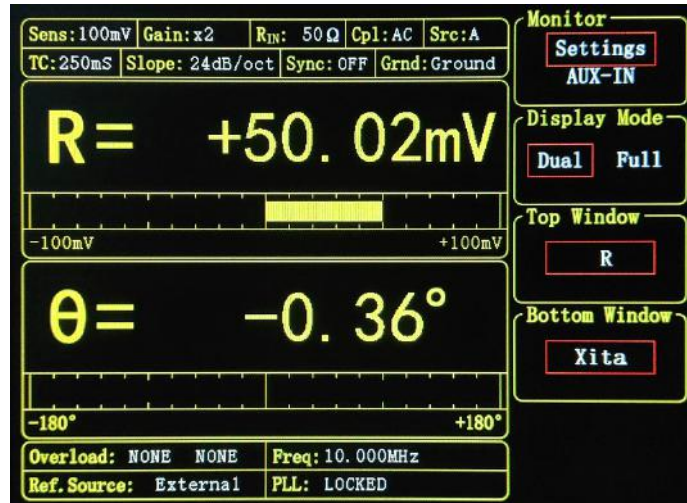 Sens:100mV Gain:x2 RIN: 50Ω Cpl:AC Src:A
TC:250mS Slope: 24dB/oct Sync:OFF Grnd:Ground
R= +50.02mV
-100mV +100mV
θ= -0.36°
-180° +180°
Overload: NONE NONE Freq:10.000MHz
Ref.Source: External PLL: LOCKED
Monitor
Settings
AUX-IN
Display Mode
Dual Full
Top Window
R
Bottom Window
Xita